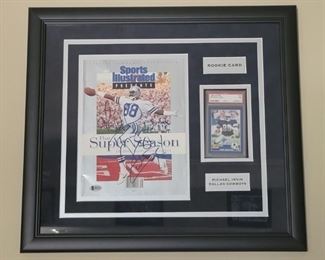 Sports Illustrated
PRESENTS
88
Super Season
ROOKIE CARD
MICHAEL IRVIN
DALLAS COWBOYS